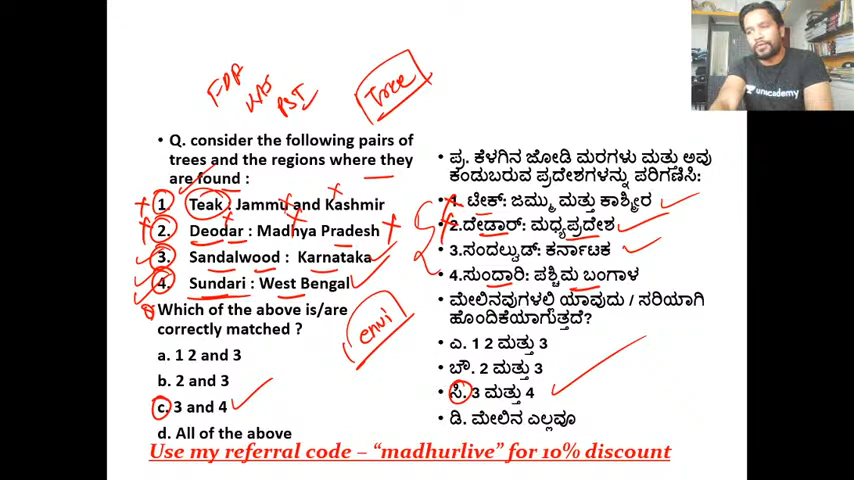 FDA
KAS
PSI
Tree
unacademy
• Q. consider the following pairs of
trees and the regions where they
are found :
1. Teak : Jammu and Kashmir
2. Deodar : Madhya Pradesh
3. Sandalwood : Karnataka
4. Sundari : West Bengal
Which of the above is/are
correctly matched ?
a. 1 2 and 3
b. 2 and 3
c. 3 and 4
d. All of the above
envi
• ಪ್ರ. ಕೆಳಗಿನ ಜೋಡಿ ಮರಗಳು ಮತ್ತು ಅವು
ಕಂಡುಬರುವ ಪ್ರದೇಶಗಳನ್ನು ಪರಿಗಣಿಸಿ:
• 1. ಟೀಕ್: ಜಮ್ಮು ಮತ್ತು ಕಾಶ್ಮೀರ
• 2.ದೇಡಾರ್: ಮಧ್ಯಪ್ರದೇಶ
• 3.ಸಂದಲ್ವುಡ್: ಕರ್ನಾಟಕ
• 4.ಸುಂದಾರಿ: ಪಶ್ಚಿಮ ಬಂಗಾಳ
• ಮೇಲಿನವುಗಳಲ್ಲಿ ಯಾವುದು / ಸರಿಯಾಗಿ
ಹೊಂದಿಕೆಯಾಗುತ್ತದೆ?
• ಎ. 1 2 ಮತ್ತು 3
• ಬೌ. 2 ಮತ್ತು 3
• ಸಿ. 3 ಮತ್ತು 4
• ಡಿ. ಮೇಲಿನ ಎಲ್ಲವೂ
Use my referral code – “madhurlive” for 10% discount